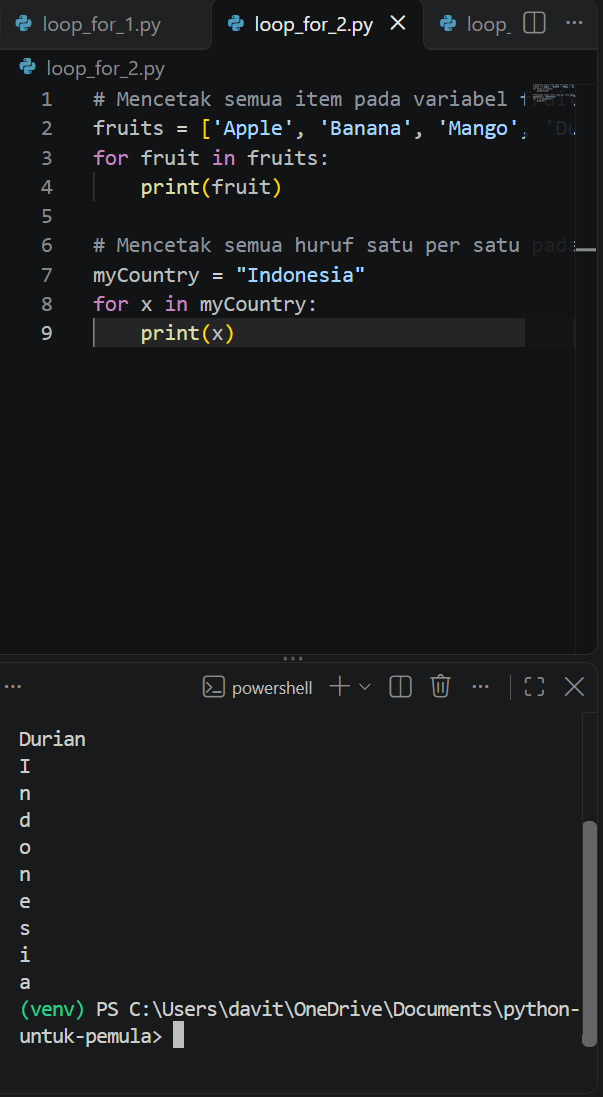 loop_for_1.py loop_for_2.py loop_
loop_for_2.py
1 # Mencetak semua item pada variabel
2 fruits = ['Apple', 'Banana', 'Mango', 'Du
3 for fruit in fruits:
4 print(fruit)
5
6 # Mencetak semua huruf satu per satu pada
7 myCountry = "Indonesia"
8 for x in myCountry:
9 print(x)
powershell
Durian
I
n
d
o
n
e
s
i
a
(venv) PS C:\Users\davit\OneDrive\Documents\python-
untuk-pemula>